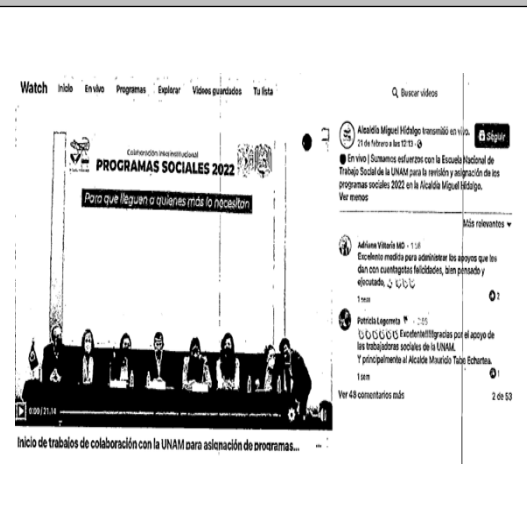 Watch Inicio En vivo Programas Explorar Videos guardados Tu lista
Buscar videos
Colaboración Interinstitucional
PROGRAMAS SOCIALES 2022
Para que lleguen a quienes más lo necesitan
0:00 / 21:14
Inicio de trabajos de colaboración con la UNAM para asignación de programas...
Alcaldía Miguel Hidalgo transmitió en vivo.
Seguir
21 de febrero a las 12:13
En vivo | Sumamos esfuerzos con la Escuela Nacional de
Trabajo Social de la UNAM para la revisión y asignación de los
programas sociales 2022 en la Alcaldía Miguel Hidalgo.
Ver menos
Más relevantes
Adriana Vittorio MO
Excelente medida para administrar los apoyos que los
dan con cuentagotas felicidades, bien pensado y
ejecutado,
1 sem
2
Patricia Legorreta
Excelente!!!!!gracias por el apoyo de
las trabajadoras sociales de la UNAM.
Y principalmente al Alcalde Mauricio Tabe Echartea.
1 sem
1
Ver 48 comentarios más
2 de 53